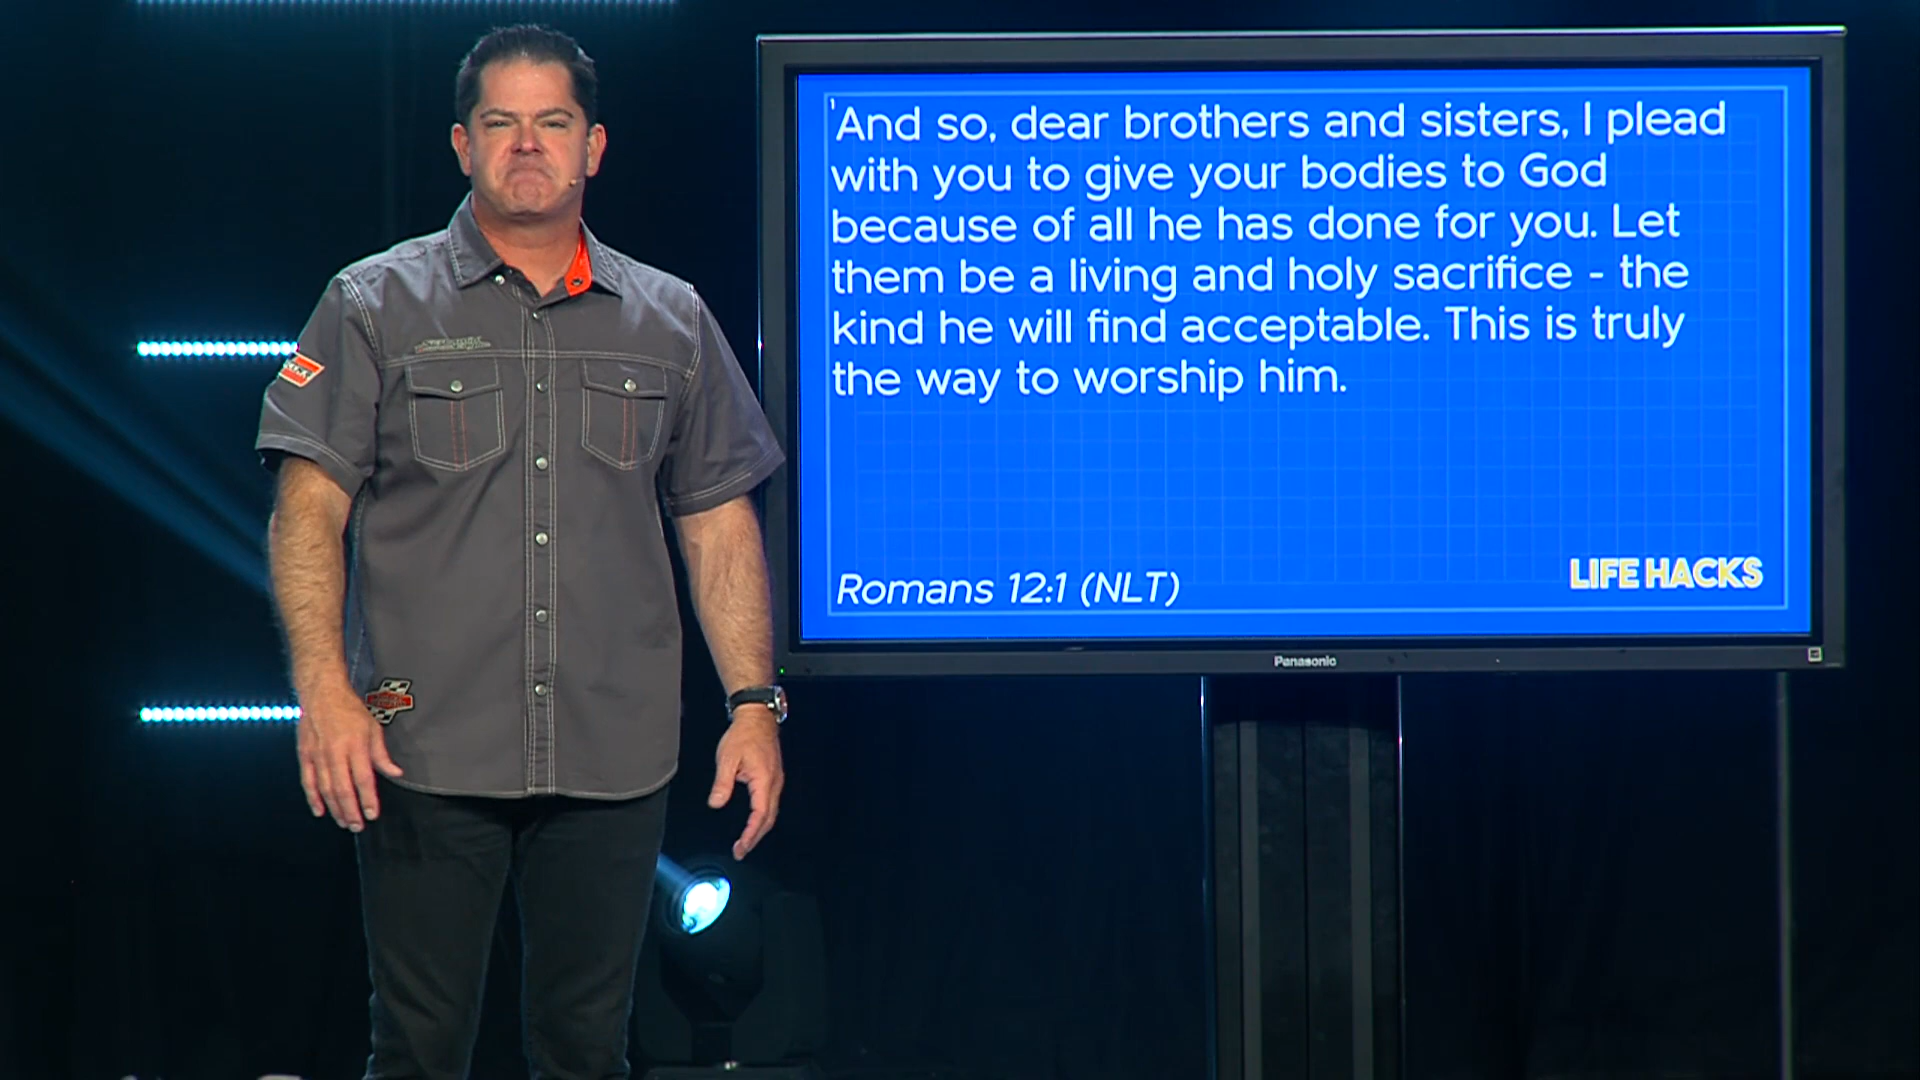 ¹And so, dear brothers and sisters, I plead
with you to give your bodies to God
because of all he has done for you. Let
them be a living and holy sacrifice - the
kind he will find acceptable. This is truly
the way to worship him.
Romans 12:1 (NLT)
LIFE HACKS
Panasonic